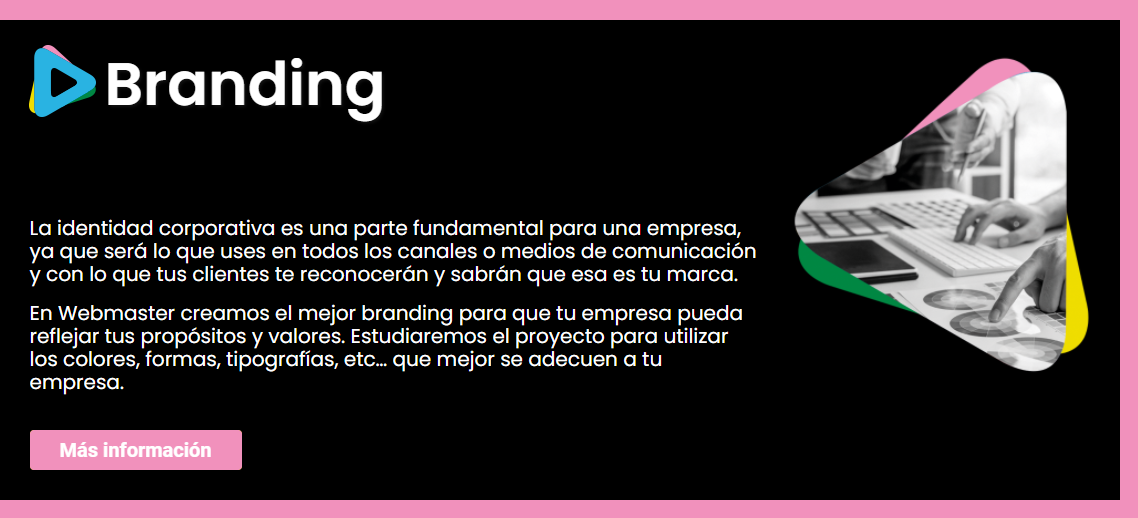 Branding
La identidad corporativa es una parte fundamental para una empresa,
ya que será lo que uses en todos los canales o medios de comunicación
y con lo que tus clientes te reconocerán y sabrán que esa es tu marca.
En Webmaster creamos el mejor branding para que tu empresa pueda
reflejar tus propósitos y valores. Estudiaremos el proyecto para utilizar
los colores, formas, tipografías, etc... que mejor se adecuen a tu
empresa.
Más información